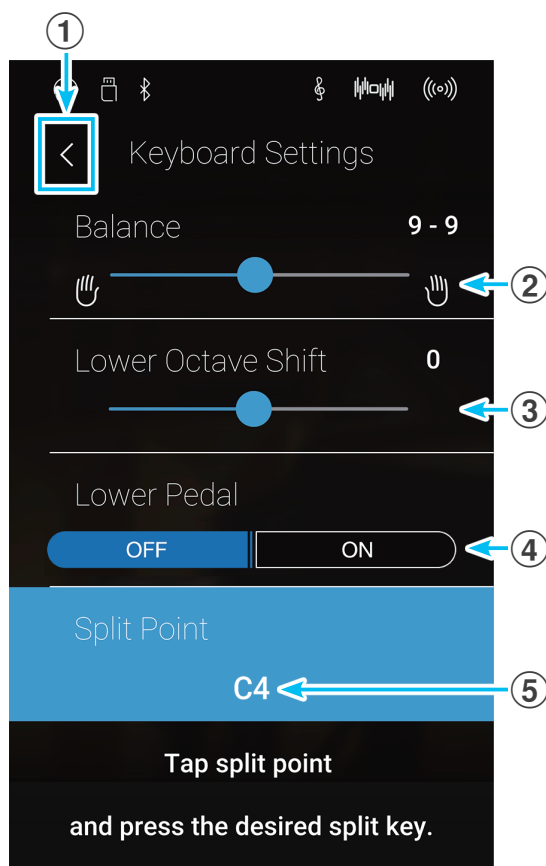 1
Keyboard Settings
Balance 9 - 9
2
Lower Octave Shift 0
3
Lower Pedal
OFF ON
4
Split Point
C4
5
Tap split point
and press the desired split key.